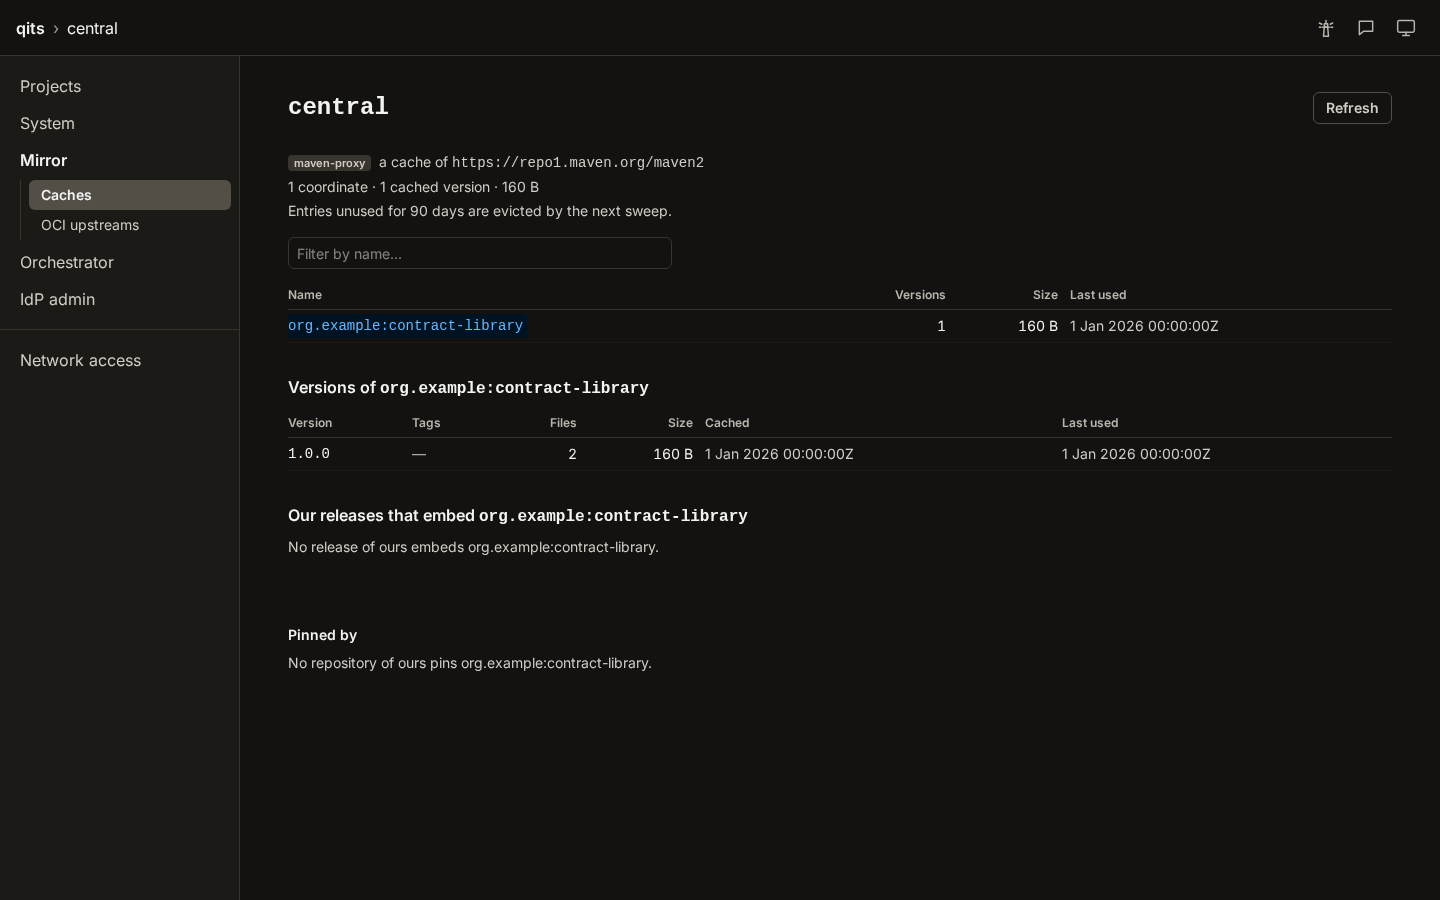 qits › central
Projects
System
Mirror
Caches
OCI upstreams
Orchestrator
IdP admin
Network access
central
Refresh
maven-proxy a cache of https://repo1.maven.org/maven2
1 coordinate · 1 cached version · 160 B
Entries unused for 90 days are evicted by the next sweep.
Filter by name...
Name Versions Size Last used
org.example:contract-library 1 160 B 1 Jan 2026 00:00:00Z
Versions of org.example:contract-library
Version Tags Files Size Cached Last used
1.0.0 — 2 160 B 1 Jan 2026 00:00:00Z 1 Jan 2026 00:00:00Z
Our releases that embed org.example:contract-library
No release of ours embeds org.example:contract-library.
Pinned by
No repository of ours pins org.example:contract-library.